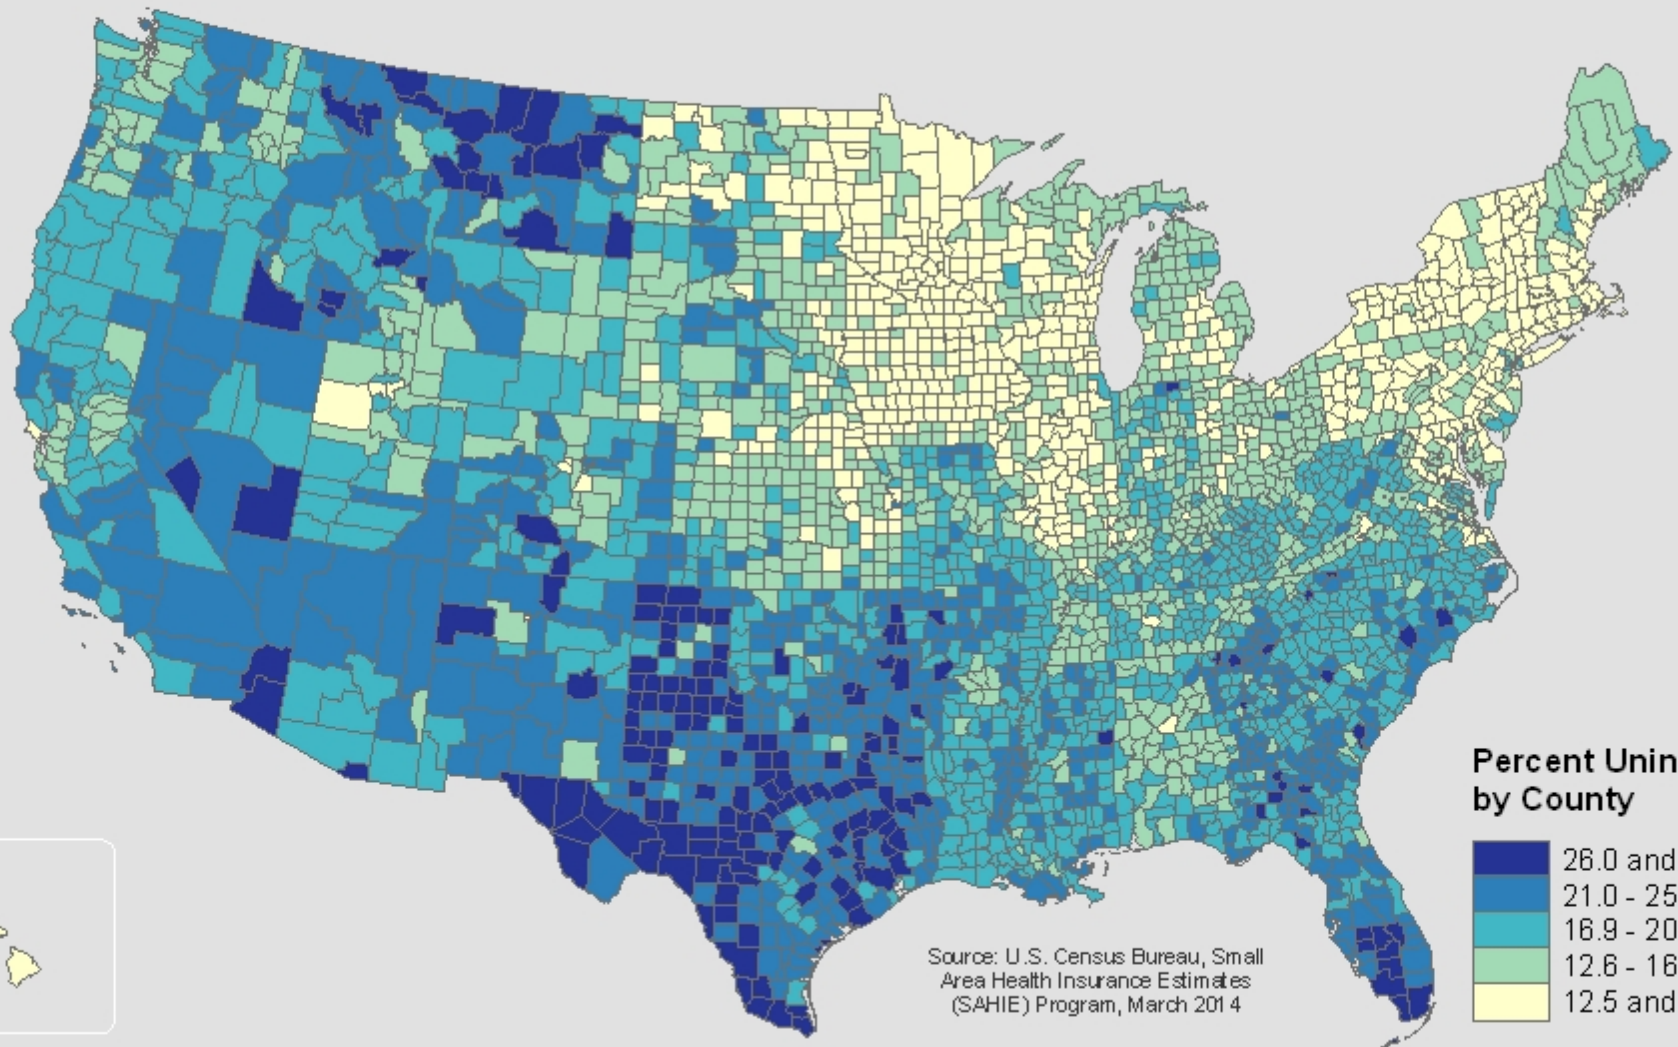 Percent Unin
by County
26.0 and
21.0 - 25
16.9 - 20
12.6 - 16
12.5 and
Source: U.S. Census Bureau, Small
Area Health Insurance Estimates
(SAHIE) Program, March 2014